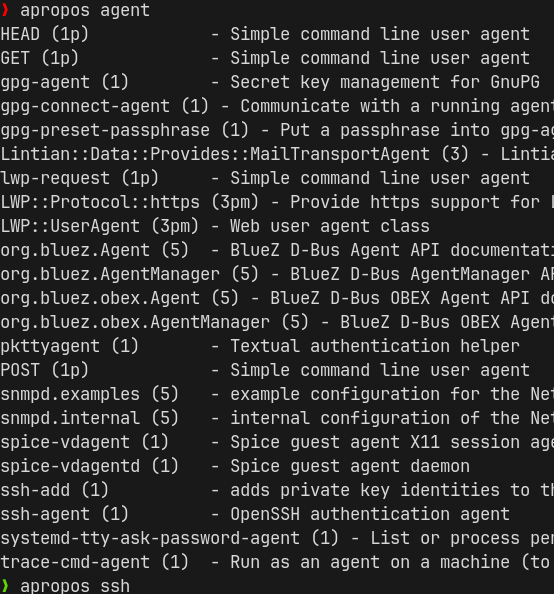 ❯ apropos agent
HEAD (1p)            - Simple command line user agent
GET (1p)             - Simple command line user agent
gpg-agent (1)        - Secret key management for GnuPG
gpg-connect-agent (1) - Communicate with a running agent
gpg-preset-passphrase (1) - Put a passphrase into gpg-ag
Lintian::Data::Provides::MailTransportAgent (3) - Lintia
lwp-request (1p)     - Simple command line user agent
LWP::Protocol::https (3pm) - Provide https support for L
LWP::UserAgent (3pm) - Web user agent class
org.bluez.Agent (5)  - BlueZ D-Bus Agent API documentati
org.bluez.AgentManager (5) - BlueZ D-Bus AgentManager AP
org.bluez.obex.Agent (5) - BlueZ D-Bus OBEX Agent API do
org.bluez.obex.AgentManager (5) - BlueZ D-Bus OBEX Agent
pkttyagent (1)       - Textual authentication helper
POST (1p)            - Simple command line user agent
snmpd.examples (5)   - example configuration for the Net
snmpd.internal (5)   - internal configuration of the Net
spice-vdagent (1)    - Spice guest agent X11 session age
spice-vdagentd (1)   - Spice guest agent daemon
ssh-add (1)          - adds private key identities to th
ssh-agent (1)        - OpenSSH authentication agent
systemd-tty-ask-password-agent (1) - List or process pen
trace-cmd-agent (1)  - Run as an agent on a machine (to
❯ apropos ssh